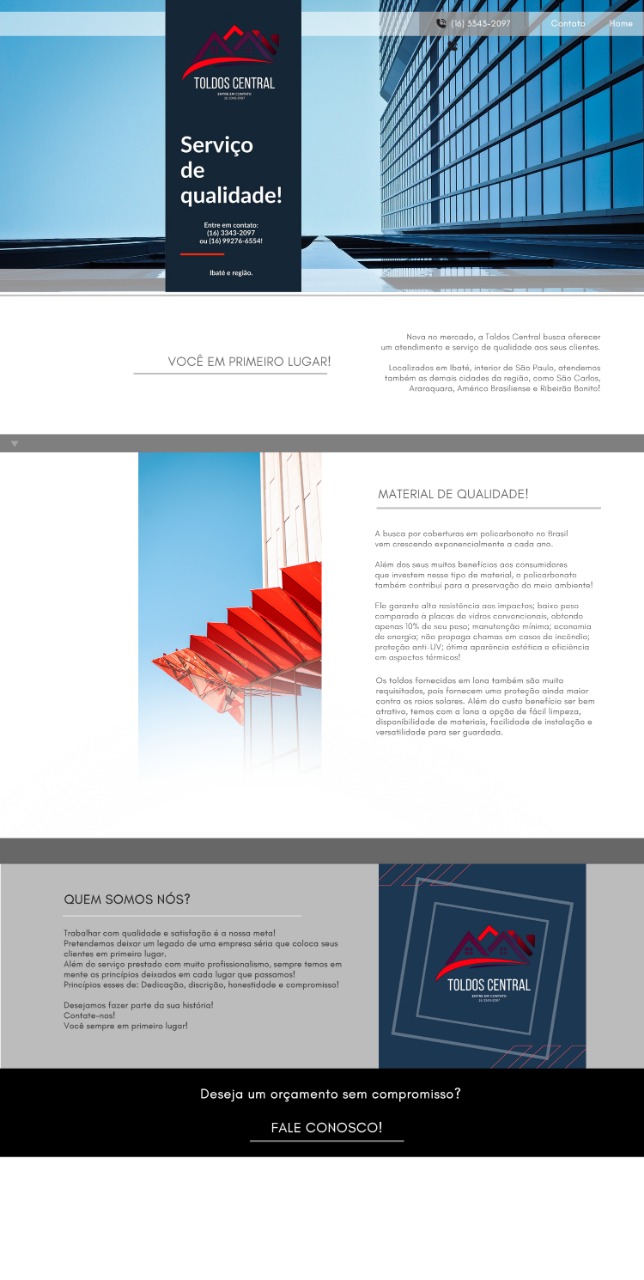 (16) 3343-2097
Contato
Home
TOLDOS CENTRAL
ENTRE EM CONTATO
16 3343-2097
Serviço
de
qualidade!
Entre em contato:
(16) 3343-2097
ou (16) 99276-6554!
Ibaté e região.
VOCÊ EM PRIMEIRO LUGAR!
Nova no mercado, a Toldos Central busca oferecer
um atendimento e serviço de qualidade aos seus clientes.
Localizados em Ibaté, interior de São Paulo, atendemos
também as demais cidades da região, como São Carlos,
Araraquara, Américo Brasiliense e Ribeirão Bonito!
MATERIAL DE QUALIDADE!
A busca por coberturas em policarbonato no Brasil
vem crescendo exponencialmente a cada ano.
Além dos seus muitos benefícios aos consumidores
que investem nesse tipo de material, o policarbonato
também contribui para a preservação do meio ambiente!
Ele garante alta resistência aos impactos; baixo peso
comparado à placas de vidros convencionais, obtendo
apenas 10% de seu peso; manutenção mínima; economia
de energia; não propaga chamas em casos de incêndio;
proteção anti-UV; ótima aparência estética e eficiência
em aspectos térmicos!
Os toldos fornecidos em lona também são muito
requisitados, pois fornecem uma proteção ainda maior
contra os raios solares. Além do custo benefício ser bem
atrativo, temos com a lona a opção de fácil limpeza,
disponibilidade de materiais, facilidade de instalação e
versatilidade para ser guardada.
QUEM SOMOS NÓS?
Trabalhar com qualidade e satisfação é a nossa meta!
Pretendemos deixar um legado de uma empresa séria que coloca seus
clientes em primeiro lugar.
Além do serviço prestado com muito profissionalismo, sempre temos em
mente os princípios deixados em cada lugar que passamos!
Princípios esses de: Dedicação, discrição, honestidade e compromisso!
Desejamos fazer parte da sua história!
Contate-nos!
Você sempre em primeiro lugar!
TOLDOS CENTRAL
ENTRE EM CONTATO
16 3343-2097
Deseja um orçamento sem compromisso?
FALE CONOSCO!